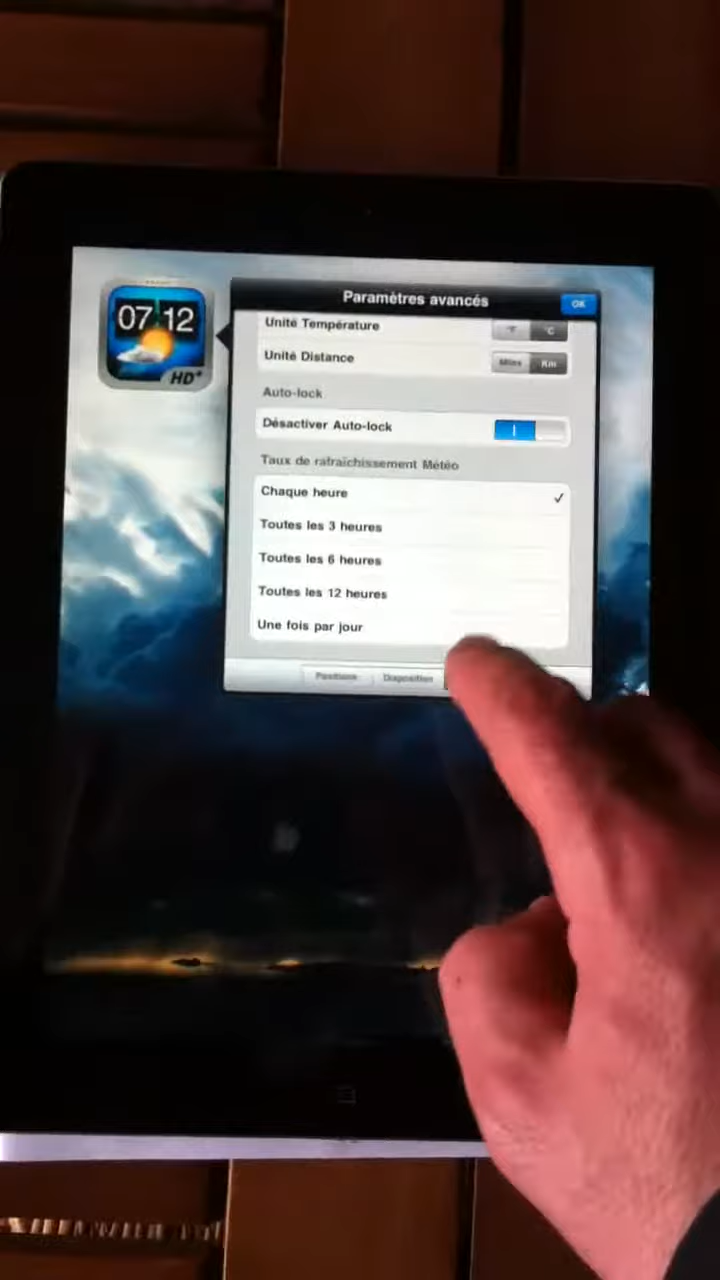 07 12
HD+
Paramètres avancés
OK
Unité Température
°F
°C
Unité Distance
Miles
Km
Auto-lock
Désactiver Auto-lock
Taux de rafraîchissement Météo
Chaque heure
Toutes les 3 heures
Toutes les 6 heures
Toutes les 12 heures
Une fois par jour
Positions
Disposition